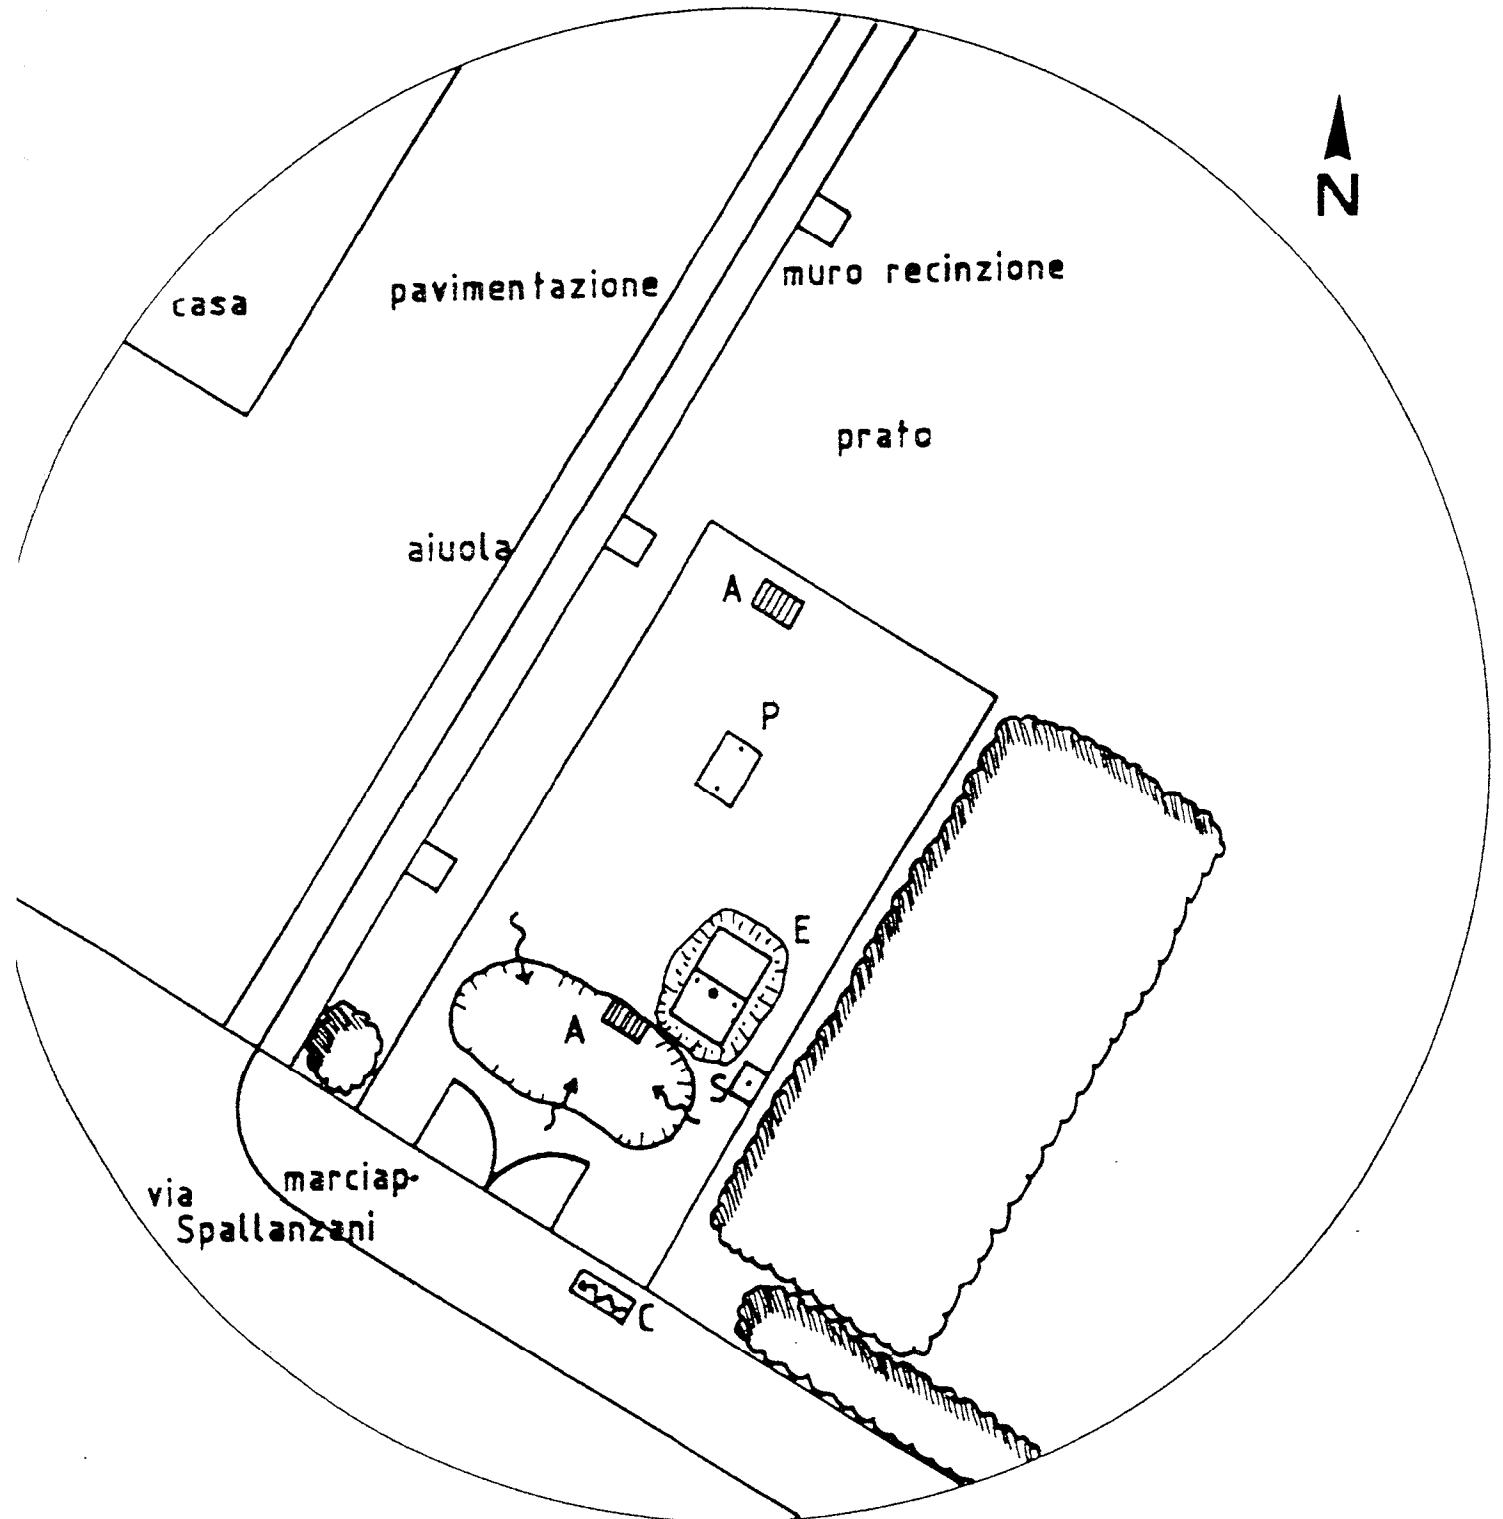 N
casa
pavimentazione
muro recinzione
prato
aiuola
A
P
E
A
S
marciap.
via
Spallanzani
C